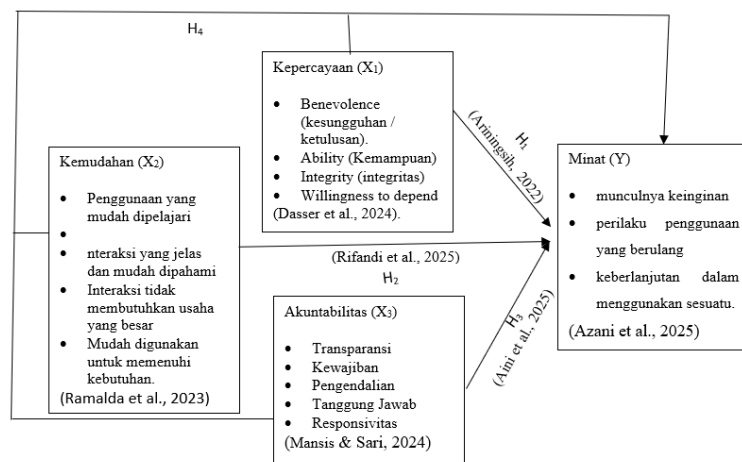 H4
Kepercayaan (X1)
• Benevolence
(kesungguhan /
ketulusan).
• Ability (Kemampuan)
• Integrity (integritas)
• Willingness to depend
(Dasser et al., 2024).
H1
(Ariningsih, 2022)
Kemudahan (X2)
• Penggunaan yang
mudah dipelajari
•
• nteraksi yang jelas
dan mudah dipahami
• Interaksi tidak
membutuhkan usaha
yang besar
• Mudah digunakan
untuk memenuhi
kebutuhan.
(Ramalda et al., 2023)
(Rifandi et al., 2025)
H2
Akuntabilitas (X3)
• Transparansi
• Kewajiban
• Pengendalian
• Tanggung Jawab
• Responsivitas
(Mansis & Sari, 2024)
H3
(Aini et al., 2025)
Minat (Y)
• munculnya keinginan
• perilaku penggunaan
yang berulang
• keberlanjutan dalam
menggunakan sesuatu.
(Azani et al., 2025)